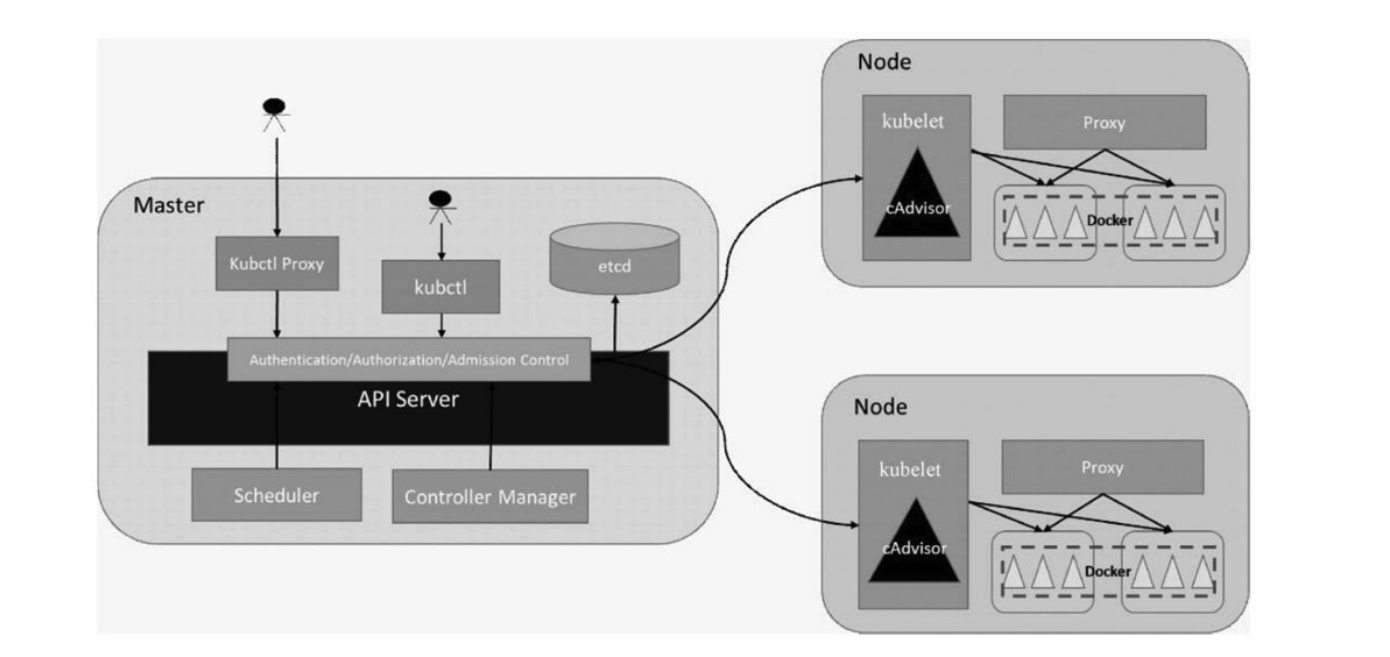 Master
Kubctl Proxy
kubctl
etcd
Authentication/Authorization/Admission Control
API Server
Scheduler
Controller Manager
Node
kubelet
cAdvisor
Proxy
Docker
Node
kubelet
cAdvisor
Proxy
Docker